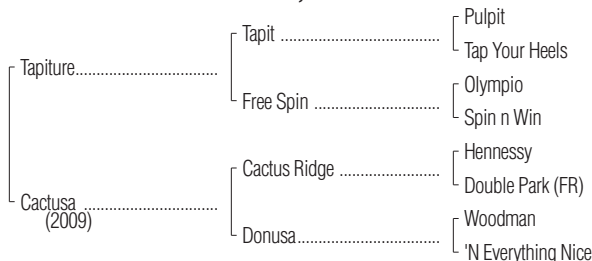 Pulpit
Tapit ........................................
Tap Your Heels
Tapiture....................................
Olympio
Free Spin ................................
Spin n Win
Hennessy
Cactus Ridge .........................
Double Park (FR)
Cactusa ..................................
(2009)
Woodman
Donusa....................................
'N Everything Nice